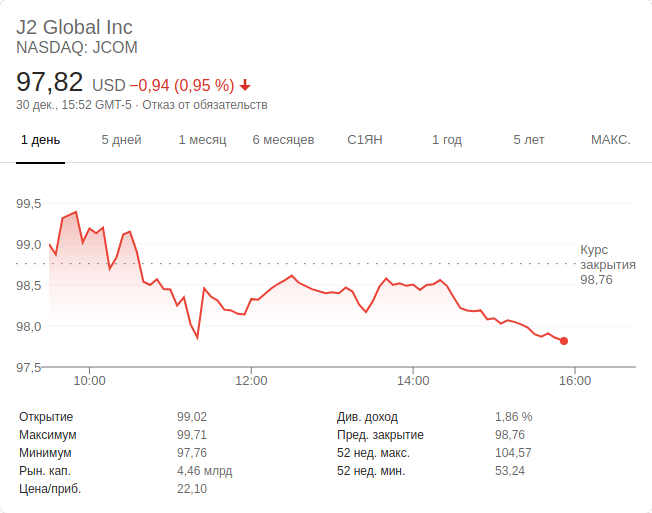 J2 Global Inc
NASDAQ: JCOM
97,82 USD −0,94 (0,95 %)
30 дек., 15:52 GMT-5 · Отказ от обязательств
1 день 5 дней 1 месяц 6 месяцев С1ЯН 1 год 5 лет МАКС.
99,5
99,0
98,5
98,0
97,5
Курс
закрытия
98,76
10:00 12:00 14:00 16:00
Открытие 99,02 Див. доход 1,86 %
Максимум 99,71 Пред. закрытие 98,76
Минимум 97,76 52 нед. макс. 104,57
Рын. кап. 4,46 млрд 52 нед. мин. 53,24
Цена/приб. 22,10